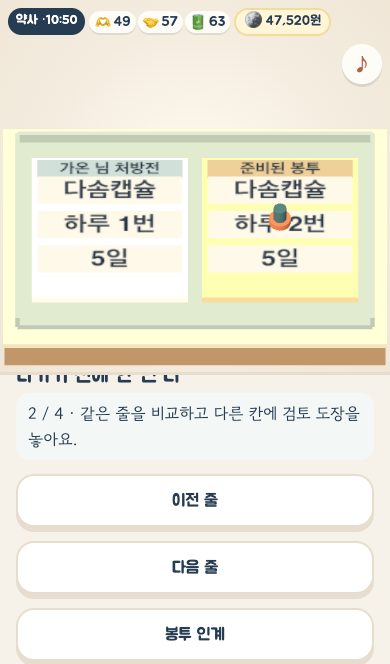 약사 · 10:50
49
57
63
47,520원
♪
가온 님 처방전
다솜캡슐
하루 1번
5일
준비된 봉투
다솜캡슐
하루 2번
5일
2 / 4 · 같은 줄을 비교하고 다른 칸에 검토 도장을
놓아요.
이전 줄
다음 줄
봉투 인계